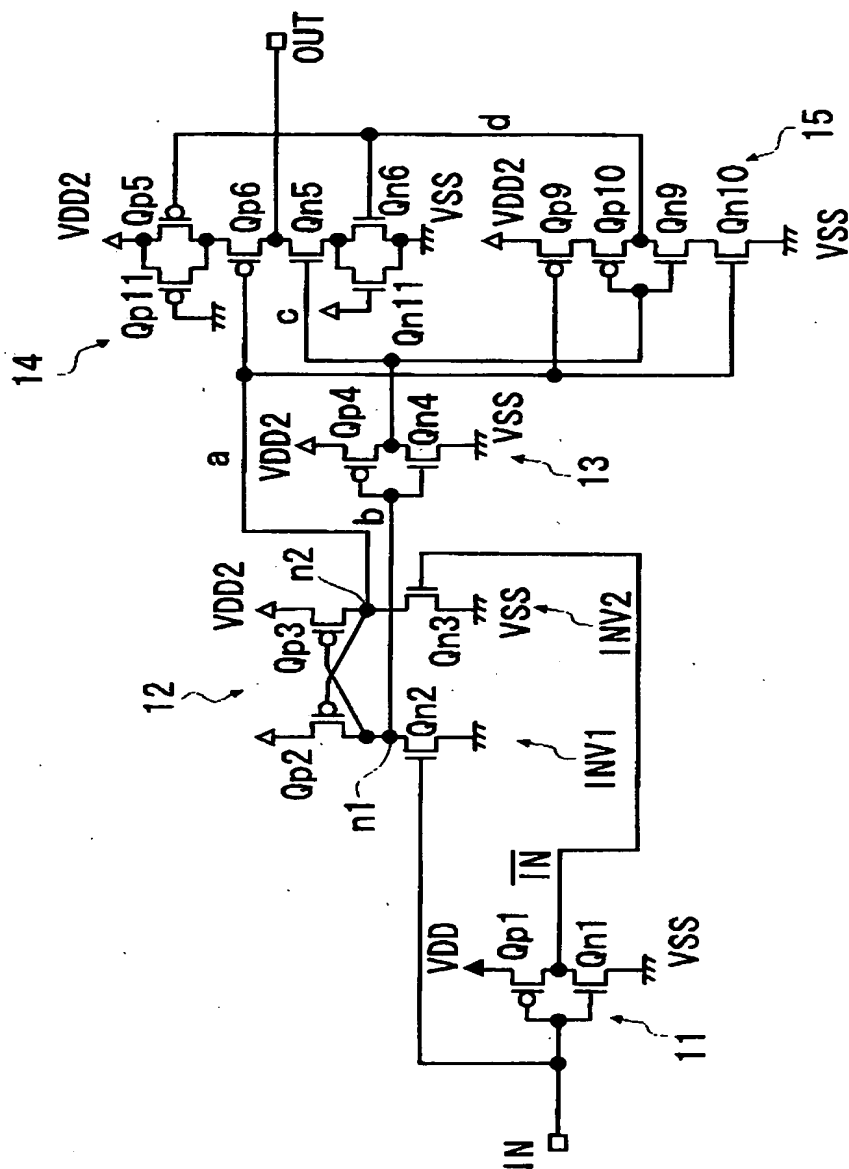 14
VDD2
Qp5
Qp11
Qp6
OUT
Qn5
c
Qn6
Qn11
VSS
d
a
VDD2
Qp9
Qp10
Qn9
Qn10
VSS
15
VDD2
Qp4
b
Qn4
VSS
13
12
VDD2
n2
Qp3
Qp2
n1
Qn2
Qn3
VSS
INV1
INV2
VDD
Qp1
IN
Qn1
VSS
11
IN